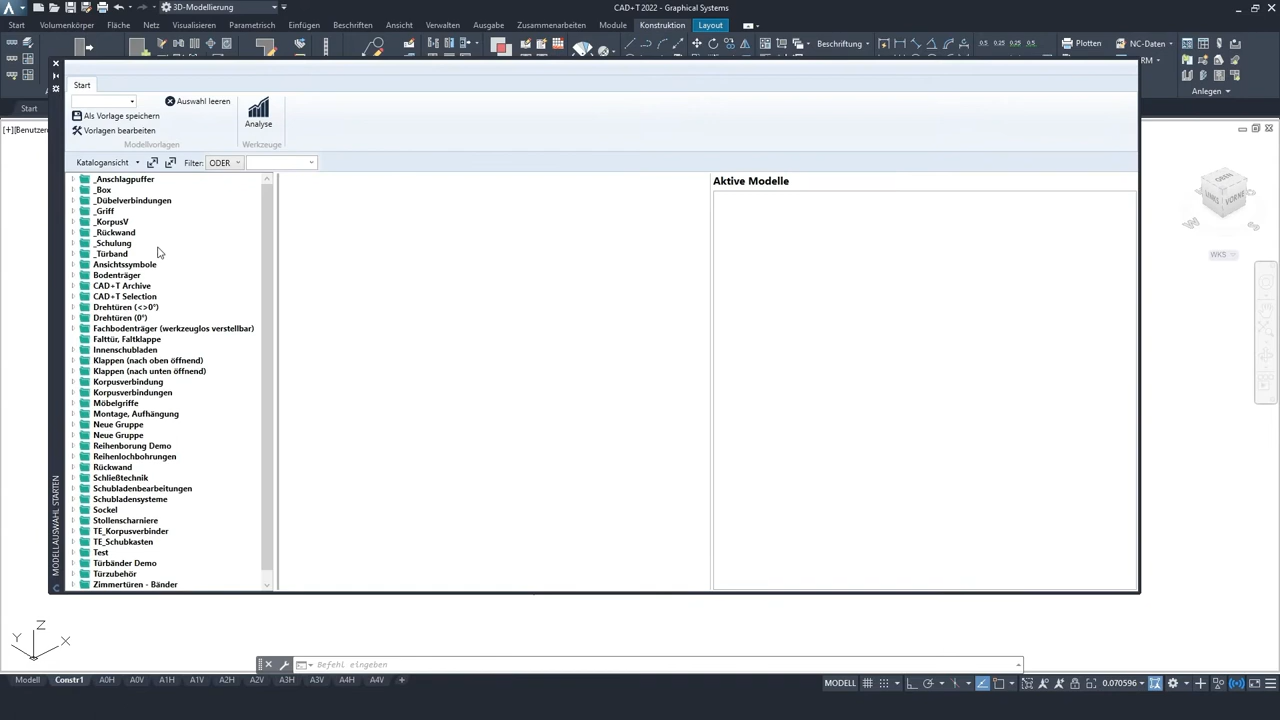 3D-Modellierung
CAD+T 2022 - Graphical Systems
Start Volumenkörper Fläche Netz Visualisieren Parametrisch Einfügen Beschriften Ansicht Verwalten Ausgabe Zusammenarbeiten Module Konstruktion Layout
Beschriftung Plotten NC-Daten
Anlegen
Start
[+][Benutzer
Start
Auswahl leeren
Als Vorlage speichern
Vorlagen bearbeiten
Analyse
Modellvorlagen Werkzeuge
Katalogansicht Filter: ODER
_Anschlagpuffer
_Box
_Dübelverbindungen
_Griff
_KorpusV
_Rückwand
_Schulung
_Türband
Ansichtssymbole
Bodenträger
CAD+T Archive
CAD+T Selection
Drehtüren (<>0°)
Drehtüren (0°)
Fachbodenträger (werkzeuglos verstellbar)
Falttür, Faltklappe
Innenschubladen
Klappen (nach oben öffnend)
Klappen (nach unten öffnend)
Korpusverbindung
Korpusverbindungen
Möbelgriffe
Montage, Aufhängung
Neue Gruppe
Neue Gruppe
Reihenborung Demo
Reihenlochbohrungen
Rückwand
Schließtechnik
Schubladenbearbeitungen
Schubladensysteme
Sockel
Stollenscharniere
TE_Korpusverbinder
TE_Schubkasten
Test
Türbänder Demo
Türzubehör
Zimmertüren - Bänder
Aktive Modelle
MODELLAUSWAHL STARTEN
OBEN
LINKS VORNE
W S
WKS
Z
Y X
Befehl eingeben
Modell Constr1 A0H A0V A1H A1V A2H A2V A3H A3V A4H A4V +
MODELL 0.070596